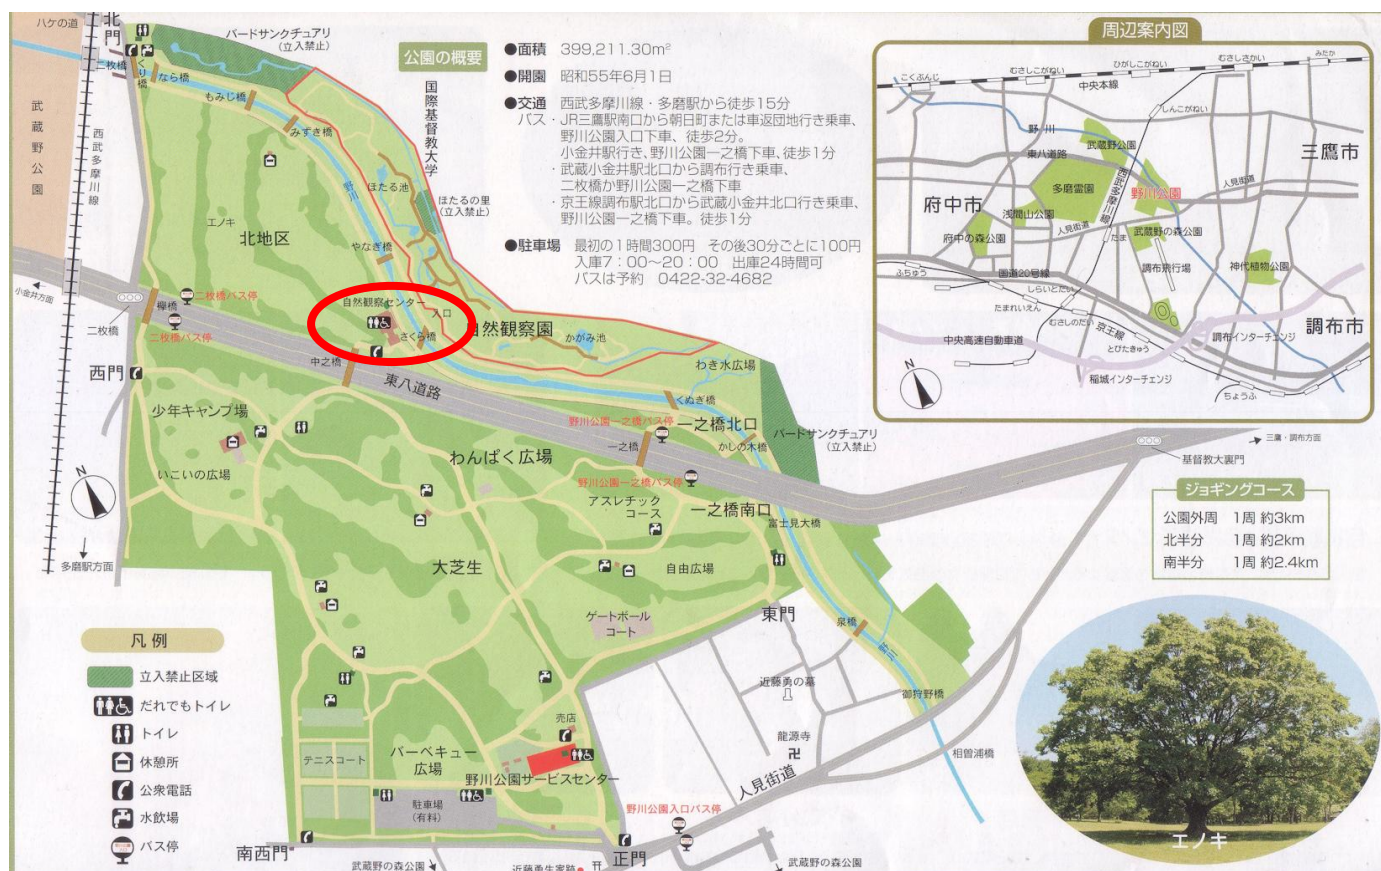 ハケの道
北門
二枚橋
くり橋
なら橋
もみじ橋
みずき橋
バードサンクチュアリ
(立入禁止)
武蔵野公園
西武多摩川線
公園の概要
国際基督教大学
●面積 399,211.30m²
●開園 昭和55年6月1日
●交通 西武多摩川線・多磨駅から徒歩15分
バス・JR三鷹駅南口から朝日町または車返団地行き乗車、
野川公園入口下車、徒歩2分。
小金井駅行き、野川公園一之橋下車、徒歩1分
・武蔵小金井駅北口から調布行き乗車、
二枚橋か野川公園一之橋下車
・京王線調布駅北口から武蔵小金井北口行き乗車、
野川公園一之橋下車。徒歩1分
●駐車場 最初の1時間300円 その後30分ごとに100円
入庫7:00〜20:00 出庫24時間可
バスは予約 0422-32-4682
周辺案内図
こくぶんじ
むさしこがねい
ひがしこがねい
むさしさかい
みたか
中央本線
しんこがねい
野川
東八道路
武蔵野公園
三鷹市
西武多摩川線
多磨霊園
野川公園
人見街道
府中市
浅間山公園
人見街道
たま
武蔵野の森公園
府中の森公園
ふちゅう
国道20号線
しらいとだい
調布飛行場
神代植物公園
たまれいえん
むさしのだい
京王線
とびたきゅう
調布市
中央高速自動車道
調布インターチェンジ
稲城インターチェンジ
ちょうふ
N
野川
ほたる池
ほたるの里
(立入禁止)
エノキ
北地区
やなぎ橋
自然観察センター
入口
さくら橋
自然観察園
かがみ池
わき水広場
小金井方面
二枚橋
欅橋
二枚橋バス停
二枚橋バス停
中之橋
東八道路
西門
くぬぎ橋
野川公園一之橋バス停
一之橋北口
一之橋
かしの木橋
バードサンクチュアリ
(立入禁止)
三鷹・調布方面
基督教大裏門
少年キャンプ場
いこいの広場
わんぱく広場
野川公園一之橋バス停
アスレチック
コース
一之橋南口
富士見大橋
N
多磨駅方面
大芝生
自由広場
ゲートボール
コート
東門
泉橋
野川
御狩野橋
相曽浦橋
ジョギングコース
公園外周 1周 約3km
北半分 1周 約2km
南半分 1周 約2.4km
凡例
立入禁止区域
だれでもトイレ
トイレ
休憩所
公衆電話
水飲場
バス停
近藤勇の墓
龍源寺
卍
人見街道
売店
テニスコート
バーベキュー
広場
野川公園サービスセンター
駐車場
(有料)
野川公園入口バス停
南西門
正門
武蔵野の森公園
近藤勇生家跡
武蔵野の森公園
エノキ